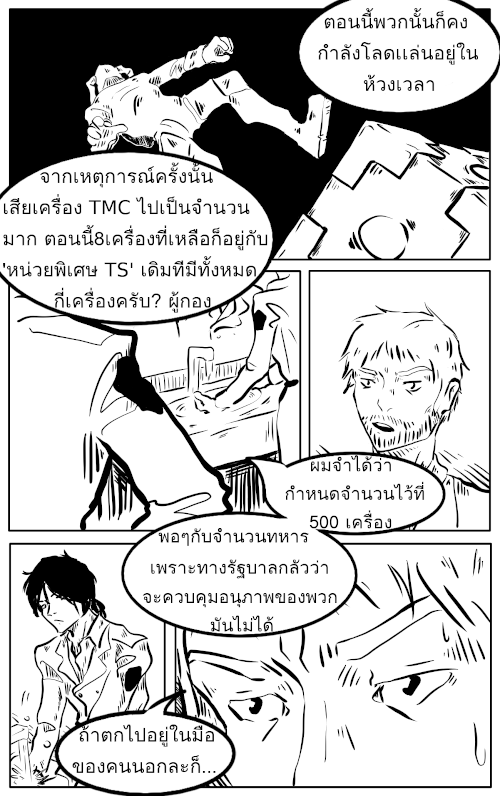 ตอนนี้พวกนั้นก็คง
กำลังโลดแล่นอยู่ใน
ห้วงเวลา
จากเหตุการณ์ครั้งนั้น
เสียเครื่อง TMC ไปเป็นจำนวน
มาก ตอนนี้8เครื่องที่เหลือก็อยู่กับ
'หน่วยพิเศษ TS' เดิมทีมีทั้งหมด
กี่เครื่องครับ? ผู้กอง
ผมจำได้ว่า
กำหนดจำนวนไว้ที่
500 เครื่อง
พอๆกับจำนวนทหาร
เพราะทางรัฐบาลกลัวว่า
จะควบคุมอนุภาพของพวก
มันไม่ได้
ถ้าตกไปอยู่ในมือ
ของคนนอกละก็...